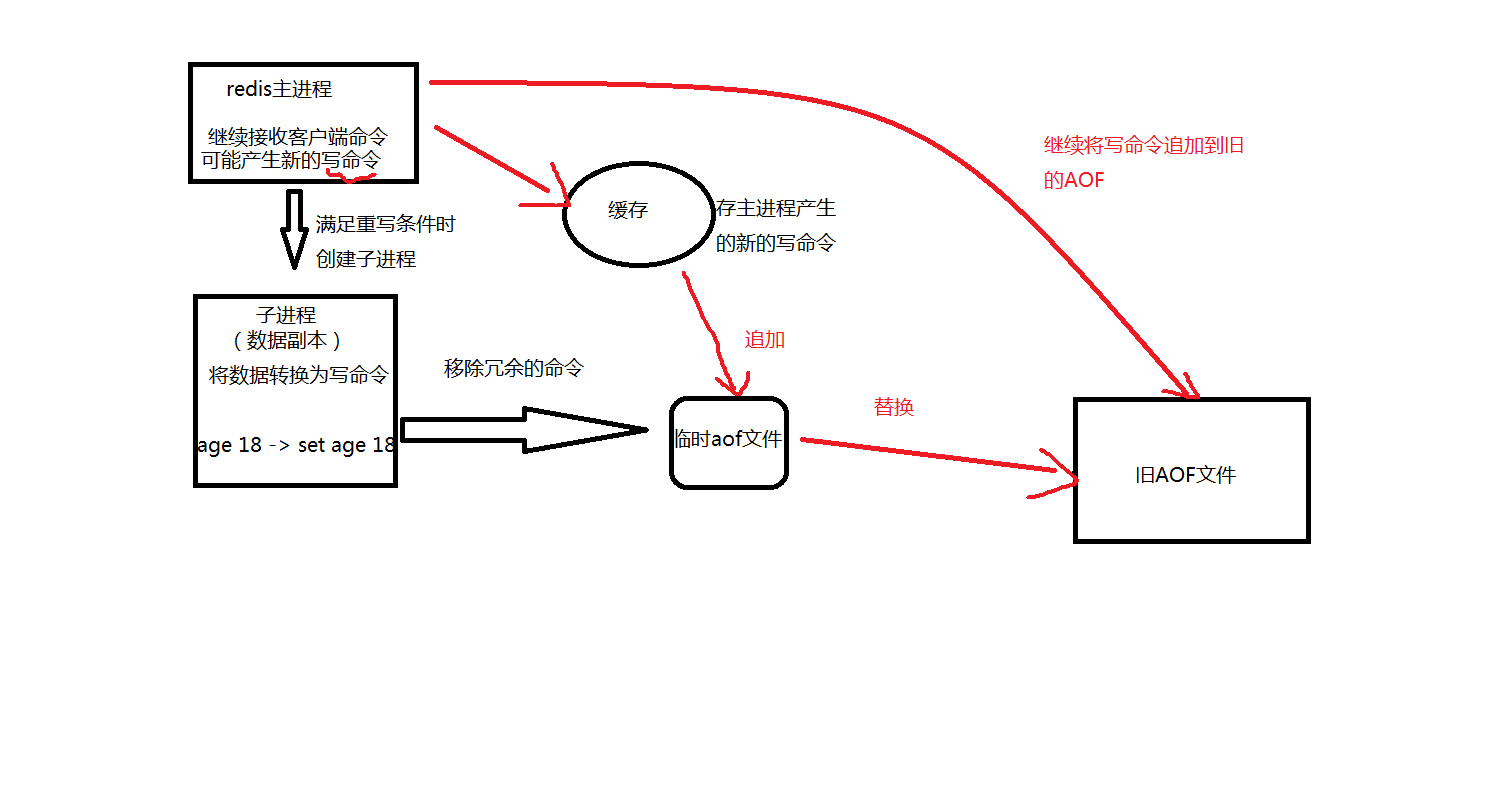 redis主进程
继续接收客户端命令
可能产生新的写命令
继续将写命令追加到旧
的AOF
缓存
存主进程产生
的新的写命令
满足重写条件时
创建子进程
子进程
（数据副本）
将数据转换为写命令
age 18 -> set age 18
移除冗余的命令
追加
临时aof文件
替换
旧AOF文件